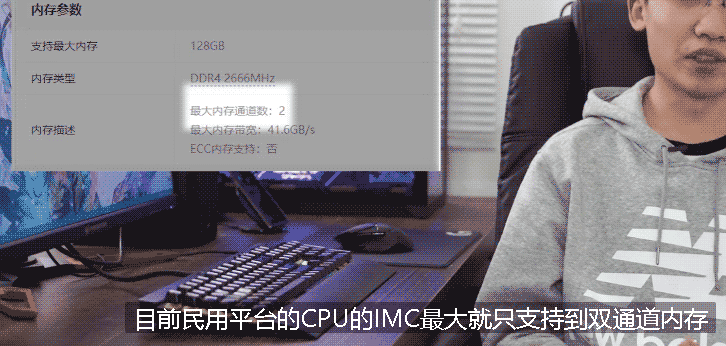 内存参数
支持最大内存 128GB
内存类型 DDR4 2666MHz
最大内存通道数：2
内存描述 最大内存带宽：41.6GB/s
ECC内存支持：否
目前民用平台的CPU的IMC最大就只支持到双通道内存